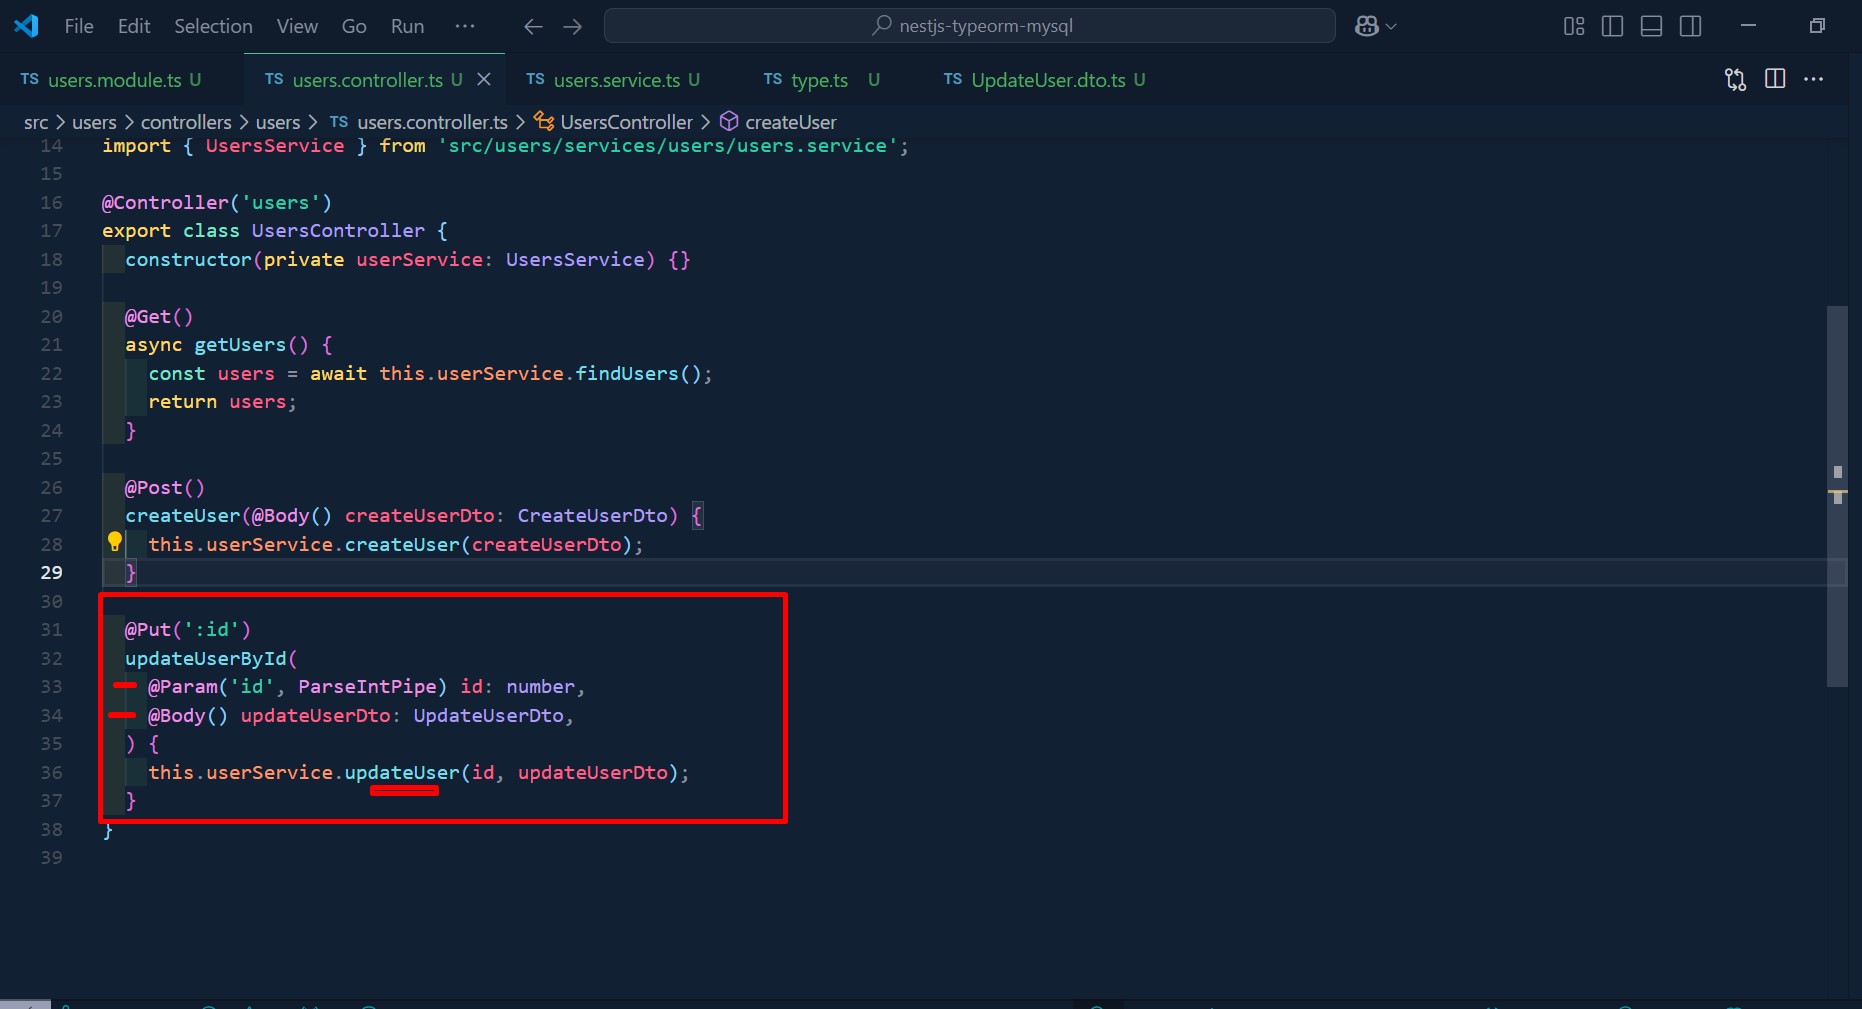 File Edit Selection View Go Run ··· nestjs-typeorm-mysql
TS users.module.ts U TS users.controller.ts U TS users.service.ts U TS type.ts U TS UpdateUser.dto.ts U
src > users > controllers > users > TS users.controller.ts > UsersController > createUser
14 import { UsersService } from 'src/users/services/users/users.service';
15
16 @Controller('users')
17 export class UsersController {
18 constructor(private userService: UsersService) {}
19
20 @Get()
21 async getUsers() {
22 const users = await this.userService.findUsers();
23 return users;
24 }
25
26 @Post()
27 createUser(@Body() createUserDto: CreateUserDto) {
28 this.userService.createUser(createUserDto);
29 }
30
31 @Put(':id')
32 updateUserById(
33 @Param('id', ParseIntPipe) id: number,
34 @Body() updateUserDto: UpdateUserDto,
35 ) {
36 this.userService.updateUser(id, updateUserDto);
37 }
38 }
39